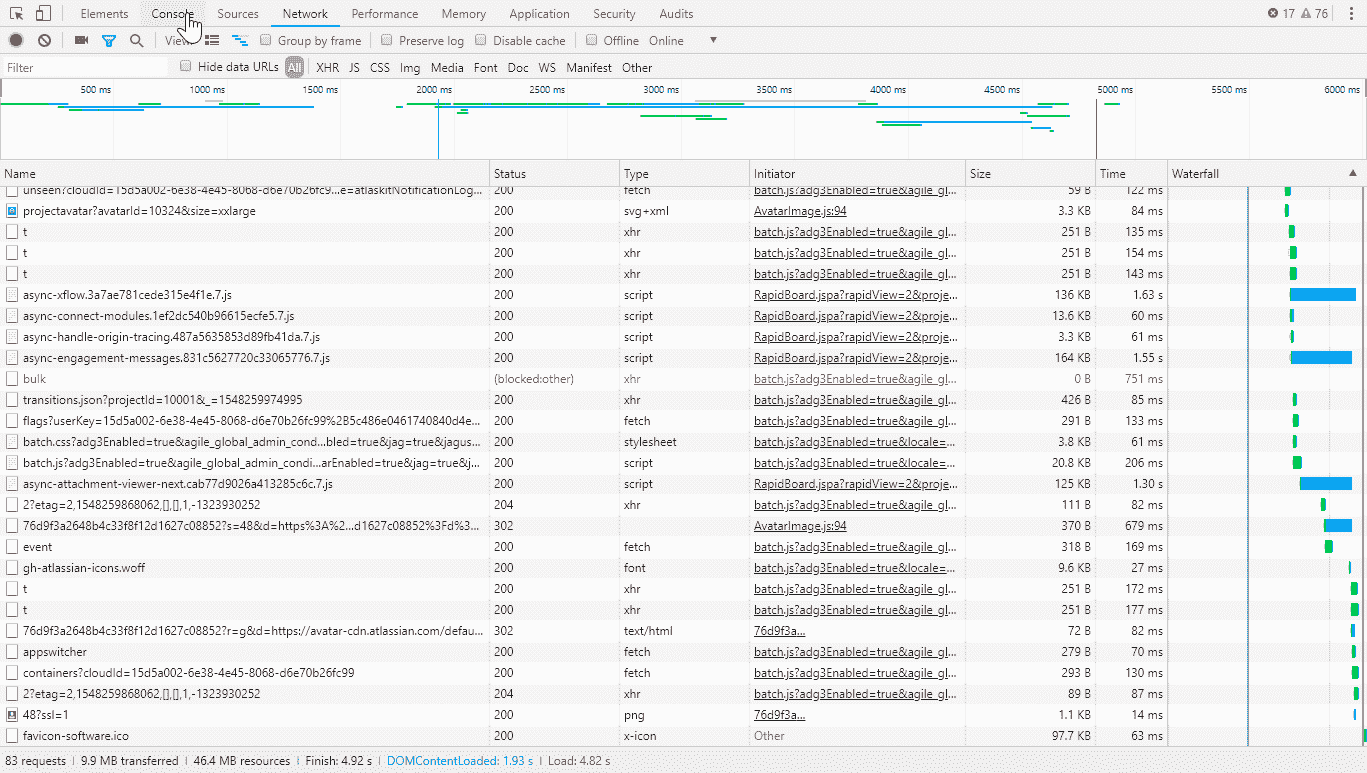 Elements Console Sources Network Performance Memory Application Security Audits 17 76
View: Group by frame Preserve log Disable cache Offline Online
Filter Hide data URLs All XHR JS CSS Img Media Font Doc WS Manifest Other
500 ms 1000 ms 1500 ms 2000 ms 2500 ms 3000 ms 3500 ms 4000 ms 4500 ms 5000 ms 5500 ms 6000 ms
Name Status Type Initiator Size Time Waterfall
unseen?cloudId=15d5a002-6e38-4e45-8068-d6e70b26fc9...e=atlaskitNotificationLog... 200 fetch batch.js?adg3Enabled=true&agile_gl... 59 B 122 ms
projectavatar?avatarId=10324&size=xxlarge 200 svg+xml AvatarImage.js:94 3.3 KB 84 ms
t 200 xhr batch.js?adg3Enabled=true&agile_gl... 251 B 135 ms
t 200 xhr batch.js?adg3Enabled=true&agile_gl... 251 B 154 ms
t 200 xhr batch.js?adg3Enabled=true&agile_gl... 251 B 143 ms
async-xflow.3a7ae781cede315e4f1e.7.js 200 script RapidBoard.jspa?rapidView=2&proje... 136 KB 1.63 s
async-connect-modules.1ef2dc540b96615ecfe5.7.js 200 script RapidBoard.jspa?rapidView=2&proje... 13.6 KB 60 ms
async-handle-origin-tracing.487a5635853d89fb41da.7.js 200 script RapidBoard.jspa?rapidView=2&proje... 3.3 KB 61 ms
async-engagement-messages.831c5627720c33065776.7.js 200 script RapidBoard.jspa?rapidView=2&proje... 164 KB 1.55 s
bulk (blocked:other) xhr batch.js?adg3Enabled=true&agile_gl... 0 B 751 ms
transitions.json?projectId=10001&_=1548259974995 200 xhr batch.js?adg3Enabled=true&agile_gl... 426 B 85 ms
flags?userKey=15d5a002-6e38-4e45-8068-d6e70b26fc99%2B5c486e0461740840d4e... 200 fetch batch.js?adg3Enabled=true&agile_gl... 291 B 133 ms
batch.css?adg3Enabled=true&agile_global_admin_cond...bled=true&jag=true&jagus... 200 stylesheet batch.js?adg3Enabled=true&locale=... 3.8 KB 61 ms
batch.js?adg3Enabled=true&agile_global_admin_condi...arEnabled=true&jag=true&j... 200 script batch.js?adg3Enabled=true&locale=... 20.8 KB 206 ms
async-attachment-viewer-next.cab77d9026a413285c6c.7.js 200 script RapidBoard.jspa?rapidView=2&proje... 125 KB 1.30 s
2?etag=2,1548259868062,[],[],1,-1323930252 204 xhr batch.js?adg3Enabled=true&agile_gl... 111 B 82 ms
76d9f3a2648b4c33f8f12d1627c08852?s=48&d=https%3A%2...d1627c08852%3Fd%3... 302 AvatarImage.js:94 370 B 679 ms
event 200 fetch batch.js?adg3Enabled=true&agile_gl... 318 B 169 ms
gh-atlassian-icons.woff 200 font batch.js?adg3Enabled=true&locale=... 9.6 KB 27 ms
t 200 xhr batch.js?adg3Enabled=true&agile_gl... 251 B 172 ms
t 200 xhr batch.js?adg3Enabled=true&agile_gl... 251 B 177 ms
76d9f3a2648b4c33f8f12d1627c08852?r=g&d=https://avatar-cdn.atlassian.com/defau... 302 text/html 76d9f3a... 72 B 82 ms
appswitcher 200 fetch batch.js?adg3Enabled=true&agile_gl... 279 B 70 ms
containers?cloudId=15d5a002-6e38-4e45-8068-d6e70b26fc99 200 fetch batch.js?adg3Enabled=true&agile_gl... 293 B 130 ms
2?etag=2,1548259868062,[],[],1,-1323930252 204 xhr batch.js?adg3Enabled=true&agile_gl... 89 B 87 ms
48?ssl=1 200 png 76d9f3a... 1.1 KB 14 ms
favicon-software.ico 200 x-icon Other 97.7 KB 63 ms
83 requests | 9.9 MB transferred | 46.4 MB resources | Finish: 4.92 s | DOMContentLoaded: 1.93 s | Load: 4.82 s